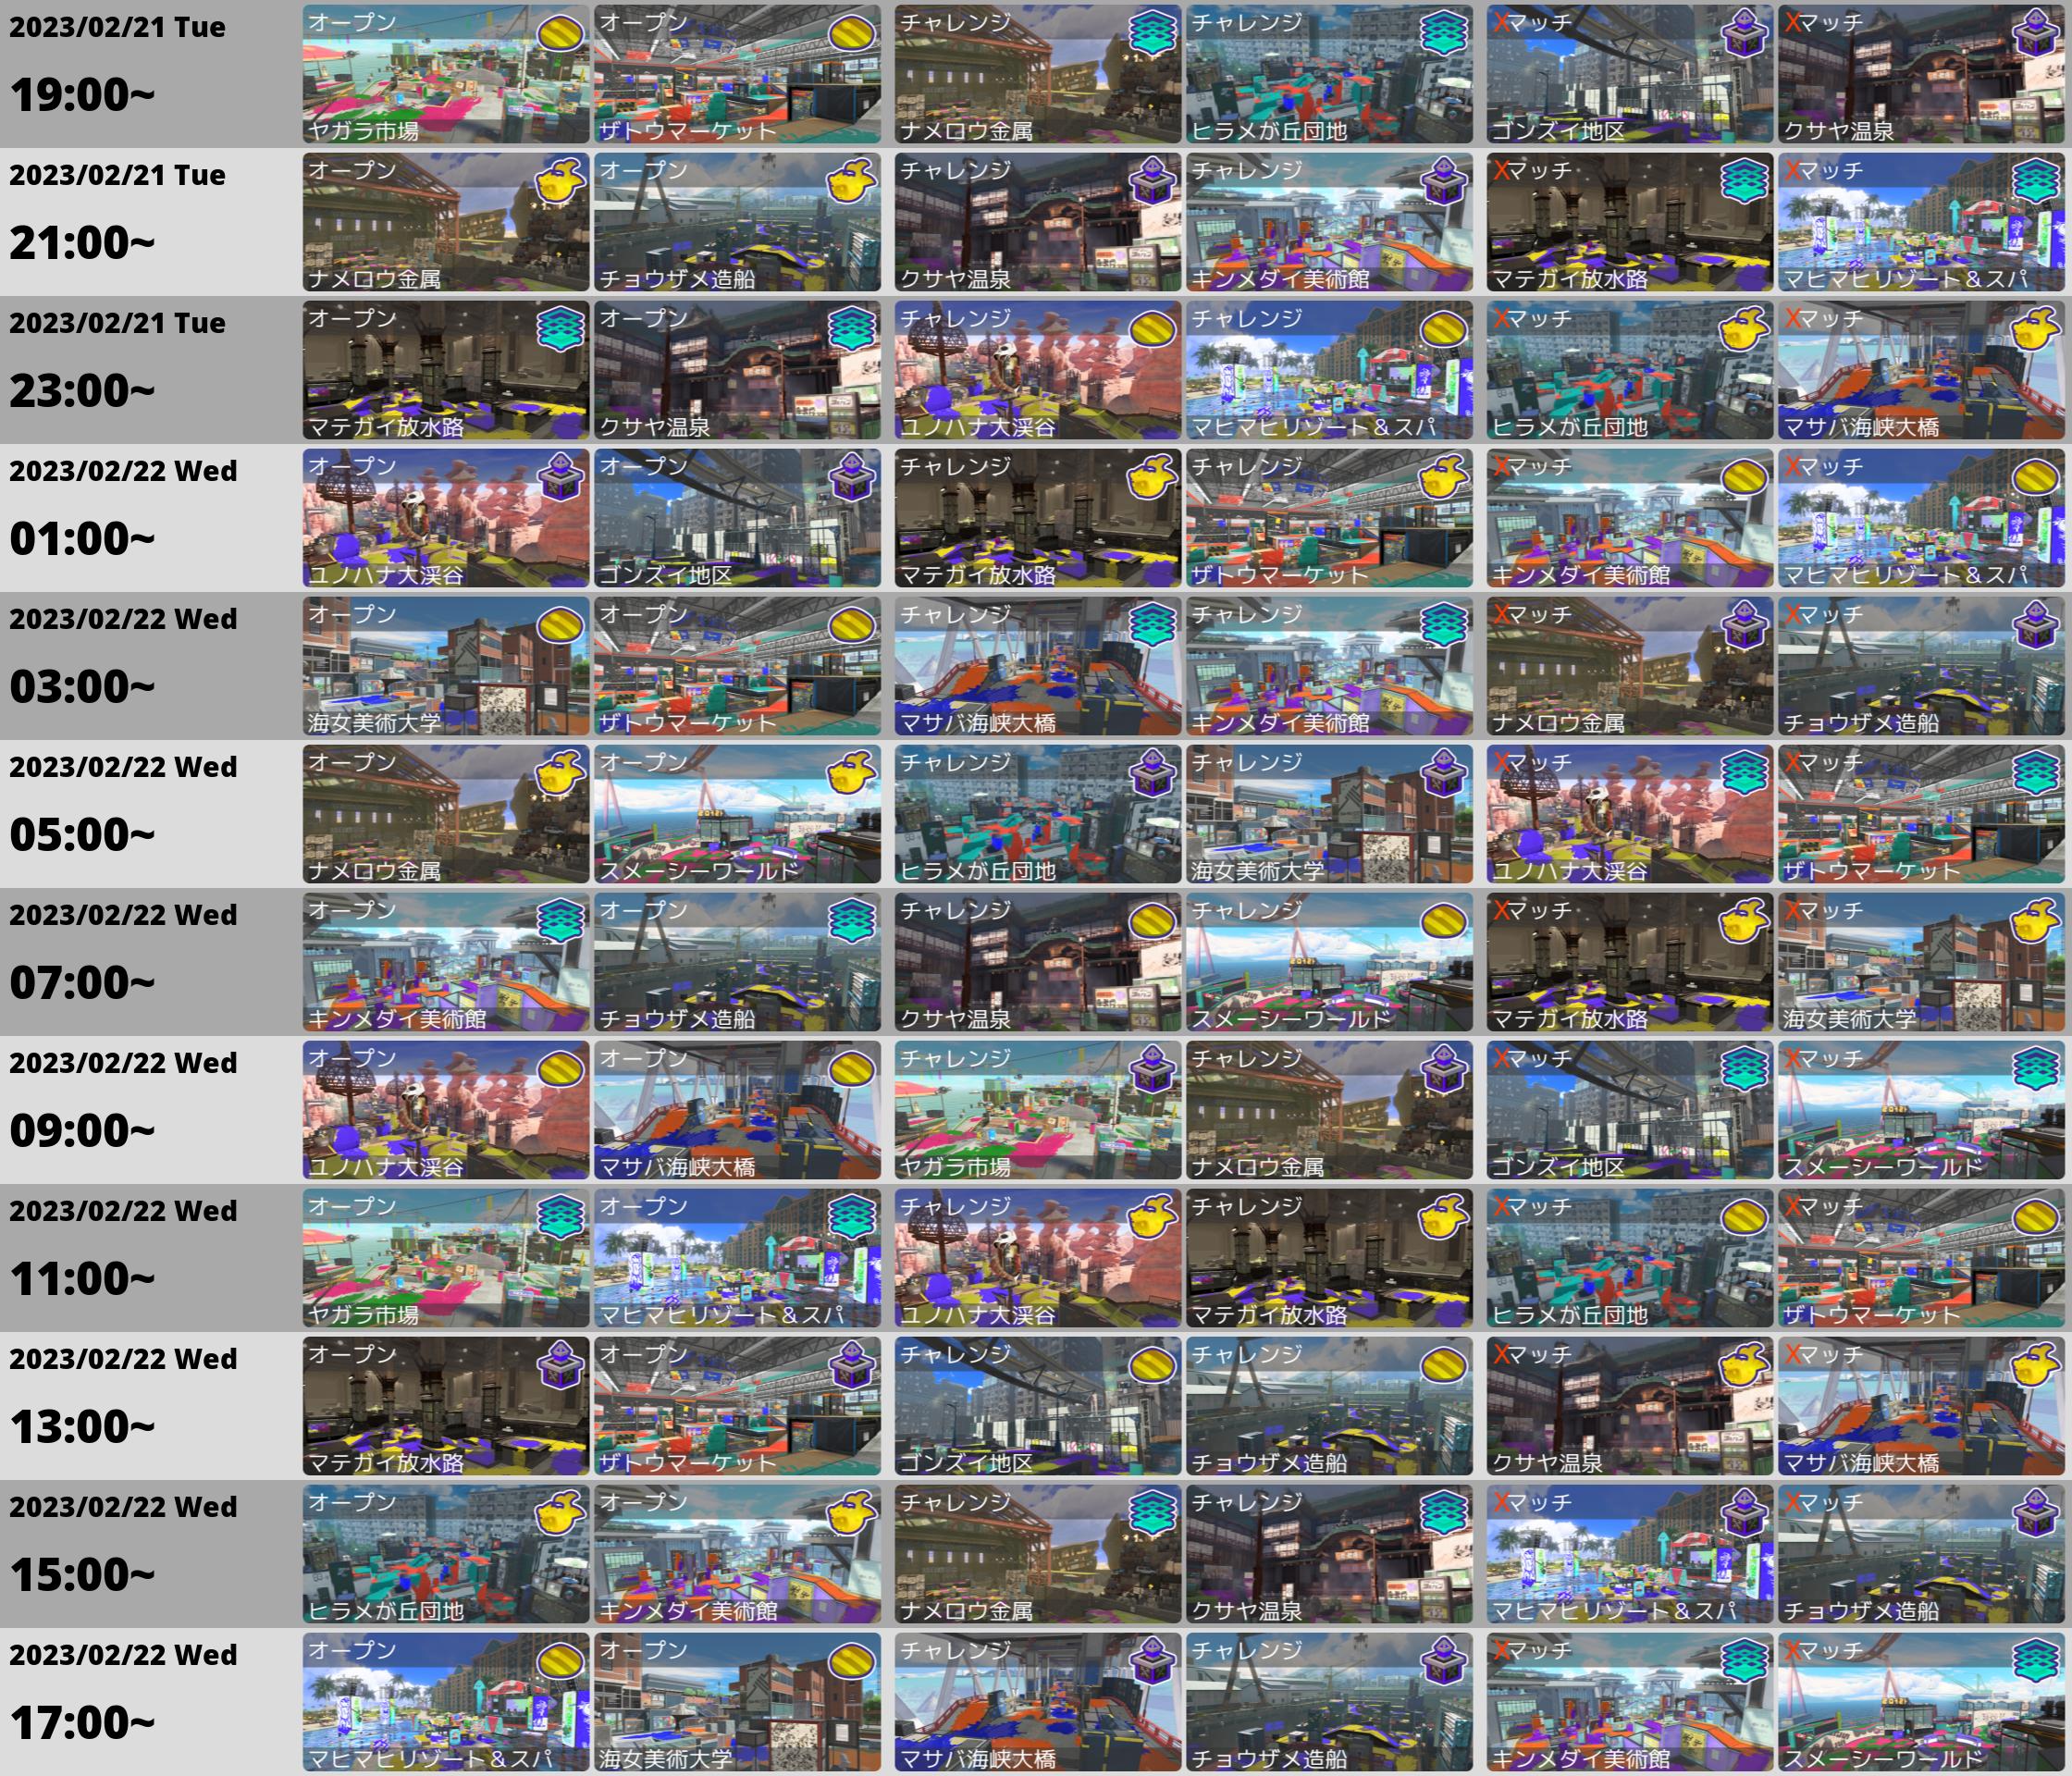 2023/02/21 Tue
19:00~
オープン オープン チャレンジ チャレンジ Xマッチ Xマッチ
ヤガラ市場 ザトウマーケット ナメロウ金属 ヒラメが丘団地 ゴンズイ地区 クサヤ温泉
2023/02/21 Tue
21:00~
オープン オープン チャレンジ チャレンジ Xマッチ Xマッチ
ナメロウ金属 チョウザメ造船 クサヤ温泉 キンメダイ美術館 マテガイ放水路 マヒマヒリゾート＆スパ
2023/02/21 Tue
23:00~
オープン オープン チャレンジ チャレンジ Xマッチ Xマッチ
マテガイ放水路 クサヤ温泉 ユノハナ大渓谷 マヒマヒリゾート＆スパ ヒラメが丘団地 マサバ海峡大橋
2023/02/22 Wed
01:00~
オープン オープン チャレンジ チャレンジ Xマッチ Xマッチ
ユノハナ大渓谷 ゴンズイ地区 マテガイ放水路 ザトウマーケット キンメダイ美術館 マヒマヒリゾート＆スパ
2023/02/22 Wed
03:00~
オープン オープン チャレンジ チャレンジ Xマッチ Xマッチ
海女美術大学 ザトウマーケット マサバ海峡大橋 キンメダイ美術館 ナメロウ金属 チョウザメ造船
2023/02/22 Wed
05:00~
オープン オープン チャレンジ チャレンジ Xマッチ Xマッチ
ナメロウ金属 スメーシーワールド ヒラメが丘団地 海女美術大学 ユノハナ大渓谷 ザトウマーケット
2023/02/22 Wed
07:00~
オープン オープン チャレンジ チャレンジ Xマッチ Xマッチ
キンメダイ美術館 チョウザメ造船 クサヤ温泉 スメーシーワールド マテガイ放水路 海女美術大学
2023/02/22 Wed
09:00~
オープン オープン チャレンジ チャレンジ Xマッチ Xマッチ
ユノハナ大渓谷 マサバ海峡大橋 ヤガラ市場 ナメロウ金属 ゴンズイ地区 スメーシーワールド
2023/02/22 Wed
11:00~
オープン オープン チャレンジ チャレンジ Xマッチ Xマッチ
ヤガラ市場 マヒマヒリゾート＆スパ ユノハナ大渓谷 マテガイ放水路 ヒラメが丘団地 ザトウマーケット
2023/02/22 Wed
13:00~
オープン オープン チャレンジ チャレンジ Xマッチ Xマッチ
マテガイ放水路 ザトウマーケット ゴンズイ地区 チョウザメ造船 クサヤ温泉 マサバ海峡大橋
2023/02/22 Wed
15:00~
オープン オープン チャレンジ チャレンジ Xマッチ Xマッチ
ヒラメが丘団地 キンメダイ美術館 ナメロウ金属 クサヤ温泉 マヒマヒリゾート＆スパ チョウザメ造船
2023/02/22 Wed
17:00~
オープン オープン チャレンジ チャレンジ Xマッチ Xマッチ
マヒマヒリゾート＆スパ 海女美術大学 マサバ海峡大橋 チョウザメ造船 キンメダイ美術館 スメーシーワールド